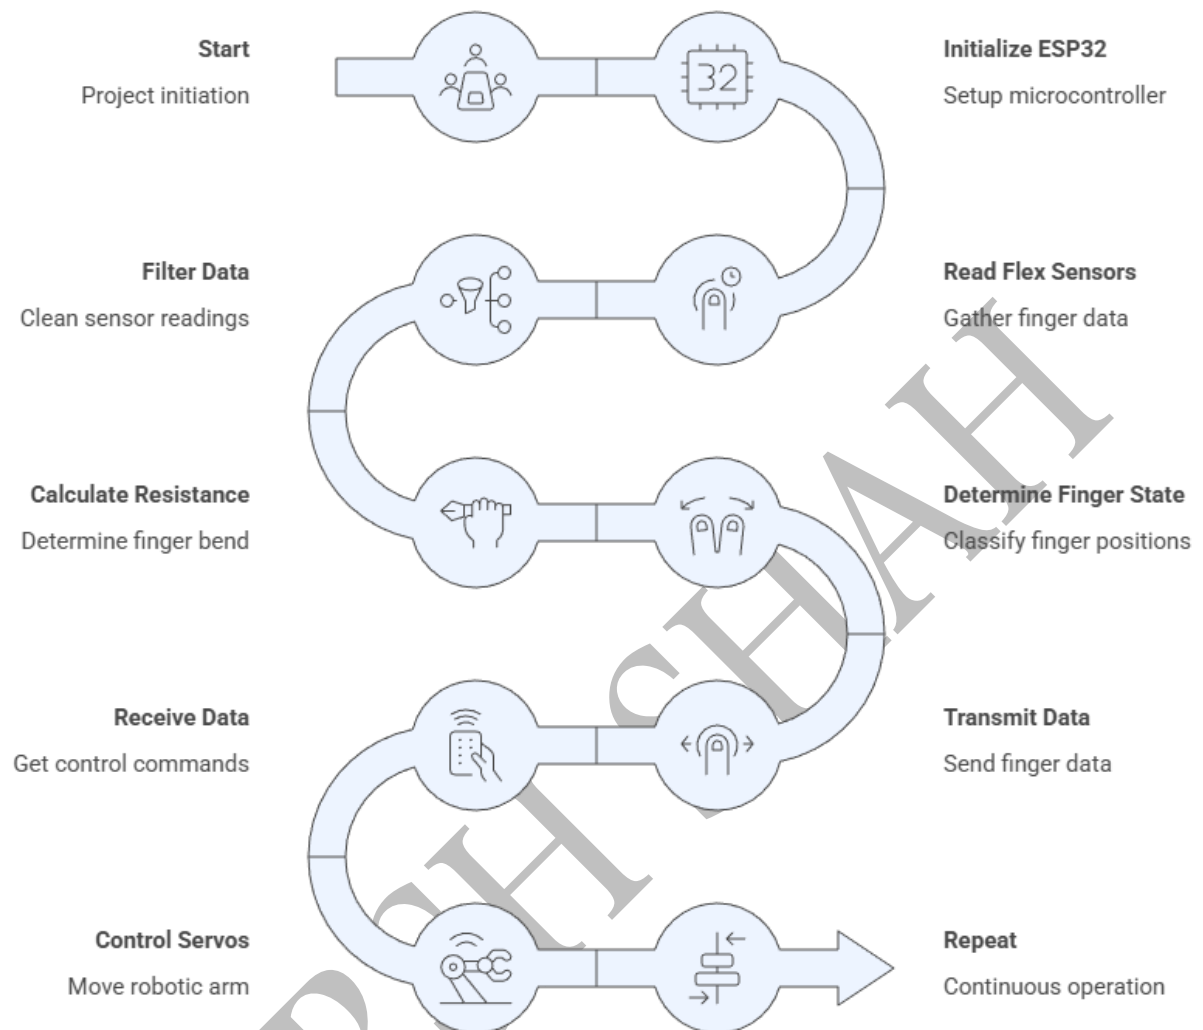 Start
Project initiation
32
Initialize ESP32
Setup microcontroller
Read Flex Sensors
Gather finger data
Filter Data
Clean sensor readings
Calculate Resistance
Determine finger bend
Determine Finger State
Classify finger positions
Transmit Data
Send finger data
Receive Data
Get control commands
Control Servos
Move robotic arm
Repeat
Continuous operation
SHAH